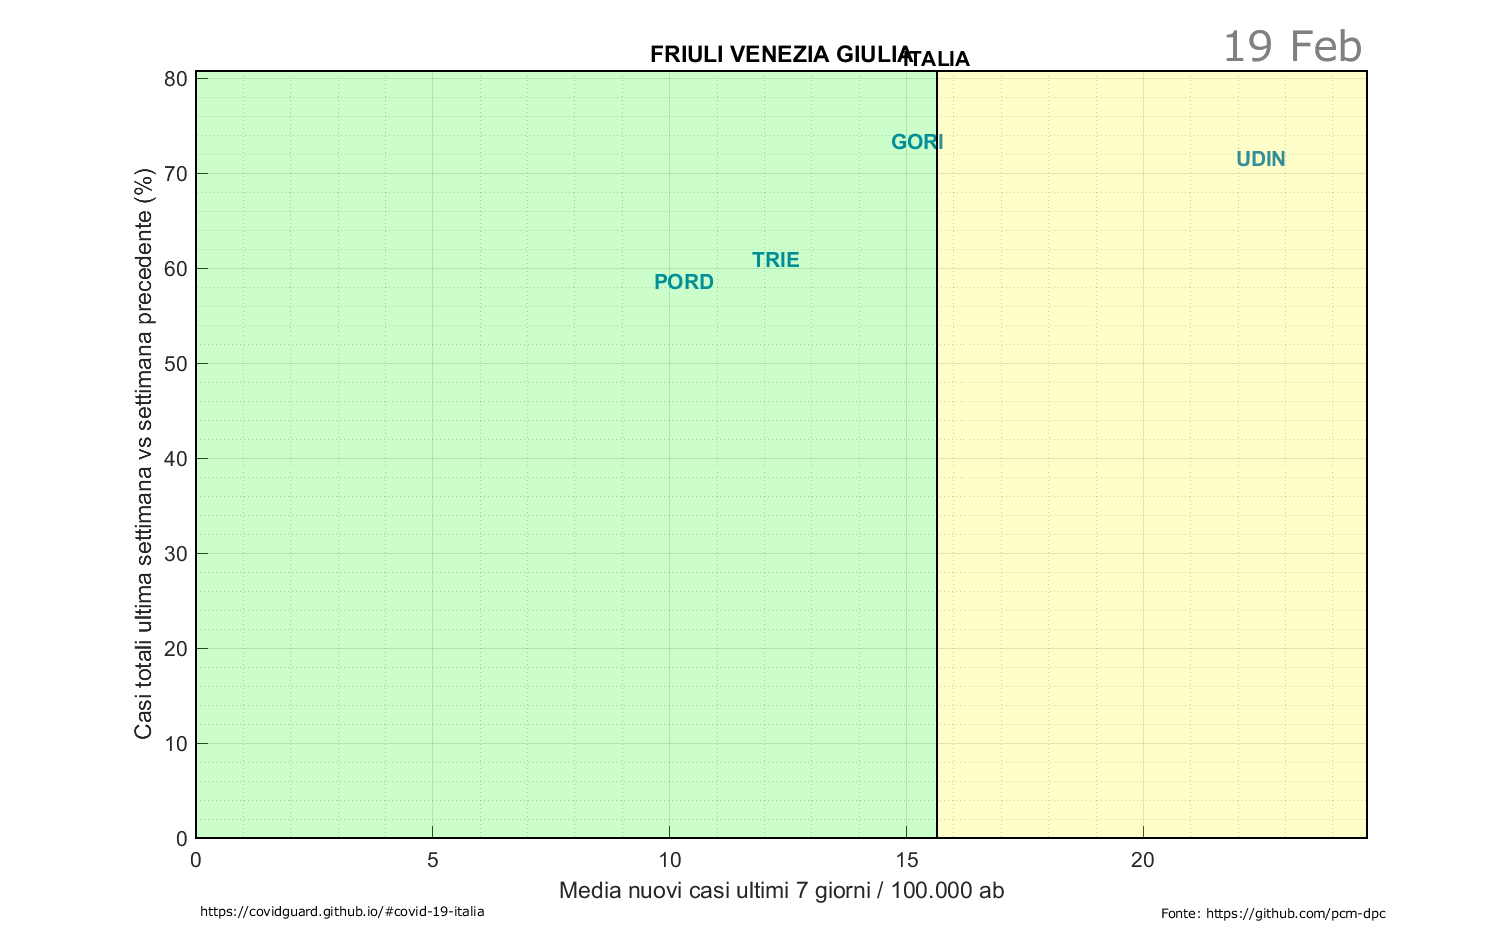 19 Feb
FRIULI VENEZIA GIULIA
ITALIA
Casi totali ultima settimana vs settimana precedente (%)
80
70
60
50
40
30
20
10
0
GORI
UDIN
TRIE
PORD
0 5 10 15 20
Media nuovi casi ultimi 7 giorni / 100.000 ab
https://covidguard.github.io/#covid-19-italia
Fonte: https://github.com/pcm-dpc